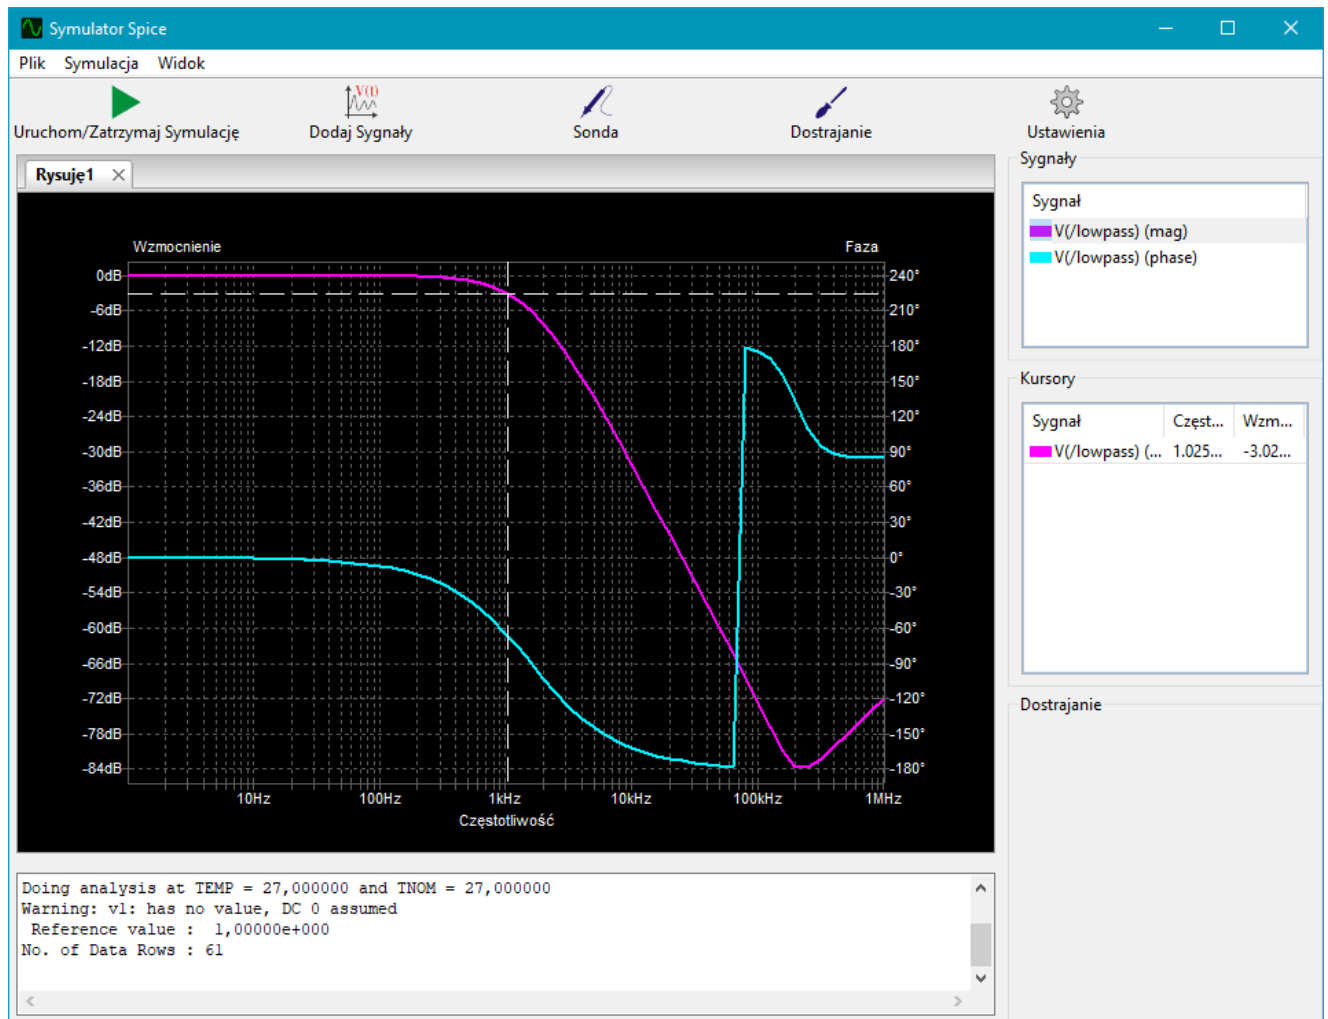 Symulator Spice
Plik Symulacja Widok
Uruchom/Zatrzymaj Symulację Dodaj Sygnały Sonda Dostrajanie Ustawienia
V(t)
Rysuję1
Wzmocnienie Faza
0dB 240°
-6dB 210°
-12dB 180°
-18dB 150°
-24dB 120°
-30dB 90°
-36dB 60°
-42dB 30°
-48dB 0°
-54dB -30°
-60dB -60°
-66dB -90°
-72dB -120°
-78dB -150°
-84dB -180°
10Hz 100Hz 1kHz 10kHz 100kHz 1MHz
Częstotliwość
Sygnały
Sygnał
V(/lowpass) (mag)
V(/lowpass) (phase)
Kursory
Sygnał Częst... Wzm...
V(/lowpass) (... 1.025... -3.02...
Dostrajanie
Doing analysis at TEMP = 27,000000 and TNOM = 27,000000
Warning: v1: has no value, DC 0 assumed
Reference value : 1,00000e+000
No. of Data Rows : 61